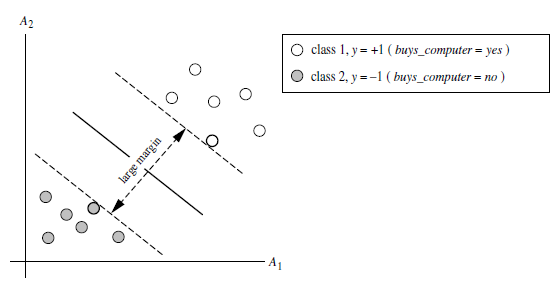 A2
class 1, y = +1 ( buys_computer = yes )
class 2, y = –1 ( buys_computer = no )
large margin
A1